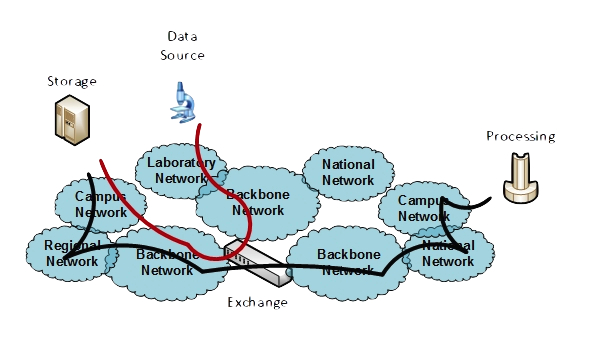 Data
Source
Storage
Processing
Laboratory
Network
National
Network
Campus
Network
Backbone
Network
Campus
Network
Regional
Network
Backbone
Network
Backbone
Network
National
Network
Exchange